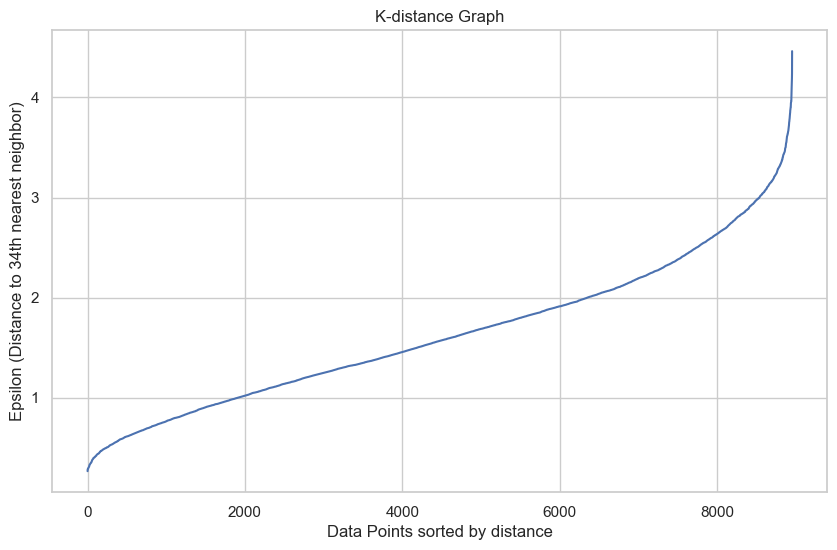 K-distance Graph
Epsilon (Distance to 34th nearest neighbor)
4
3
2
1
0 2000 4000 6000 8000
Data Points sorted by distance